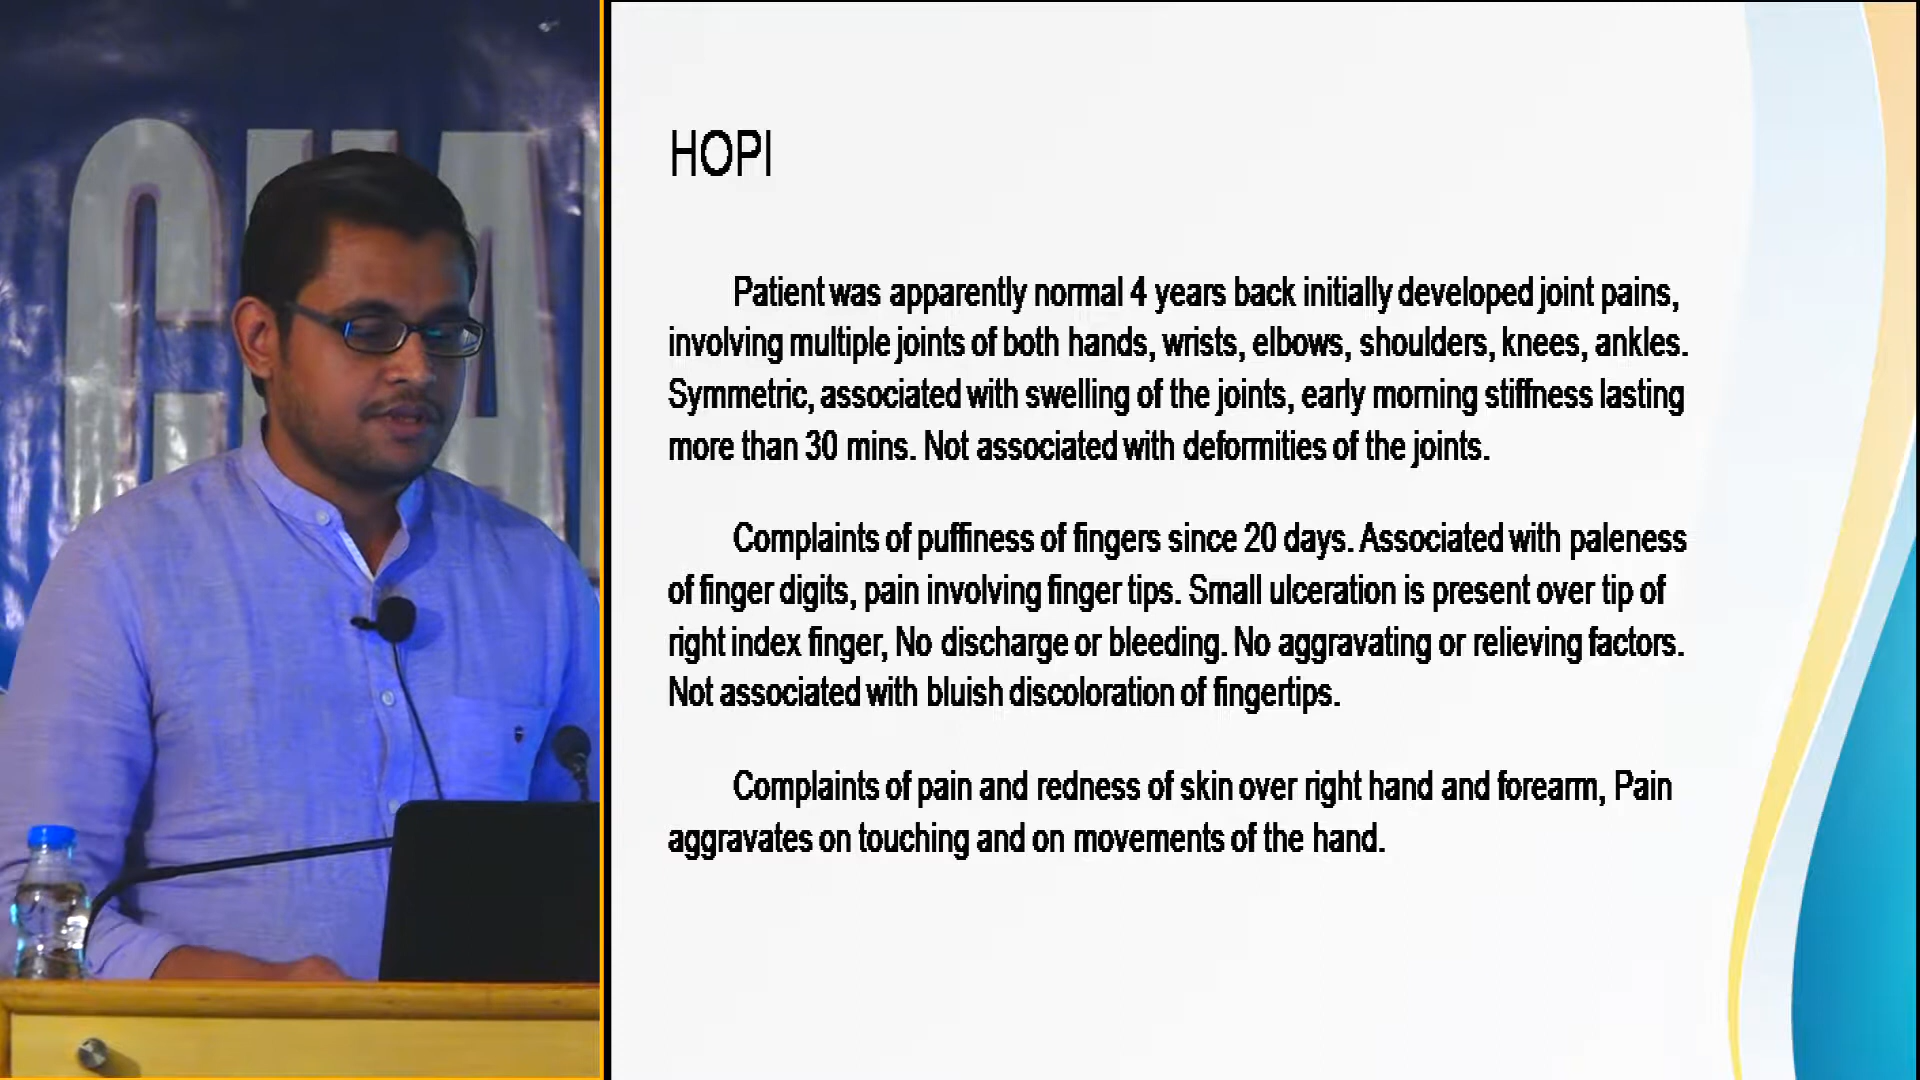 HOPI
Patient was apparently normal 4 years back initially developed joint pains,
involving multiple joints of both hands, wrists, elbows, shoulders, knees, ankles.
Symmetric, associated with swelling of the joints, early morning stiffness lasting
more than 30 mins. Not associated with deformities of the joints.
Complaints of puffiness of fingers since 20 days. Associated with paleness
of finger digits, pain involving finger tips. Small ulceration is present over tip of
right index finger, No discharge or bleeding. No aggravating or relieving factors.
Not associated with bluish discoloration of fingertips.
Complaints of pain and redness of skin over right hand and forearm, Pain
aggravates on touching and on movements of the hand.